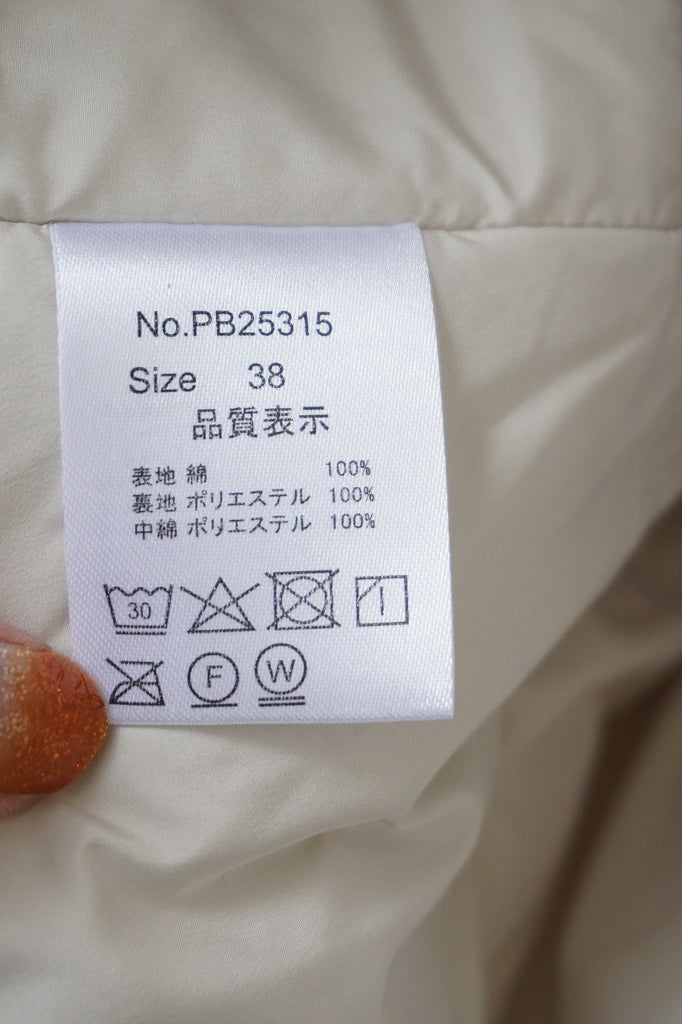 No.PB25315
Size 38
品質表示
表地 綿 100%
裏地 ポリエステル 100%
中綿 ポリエステル 100%
30
F W